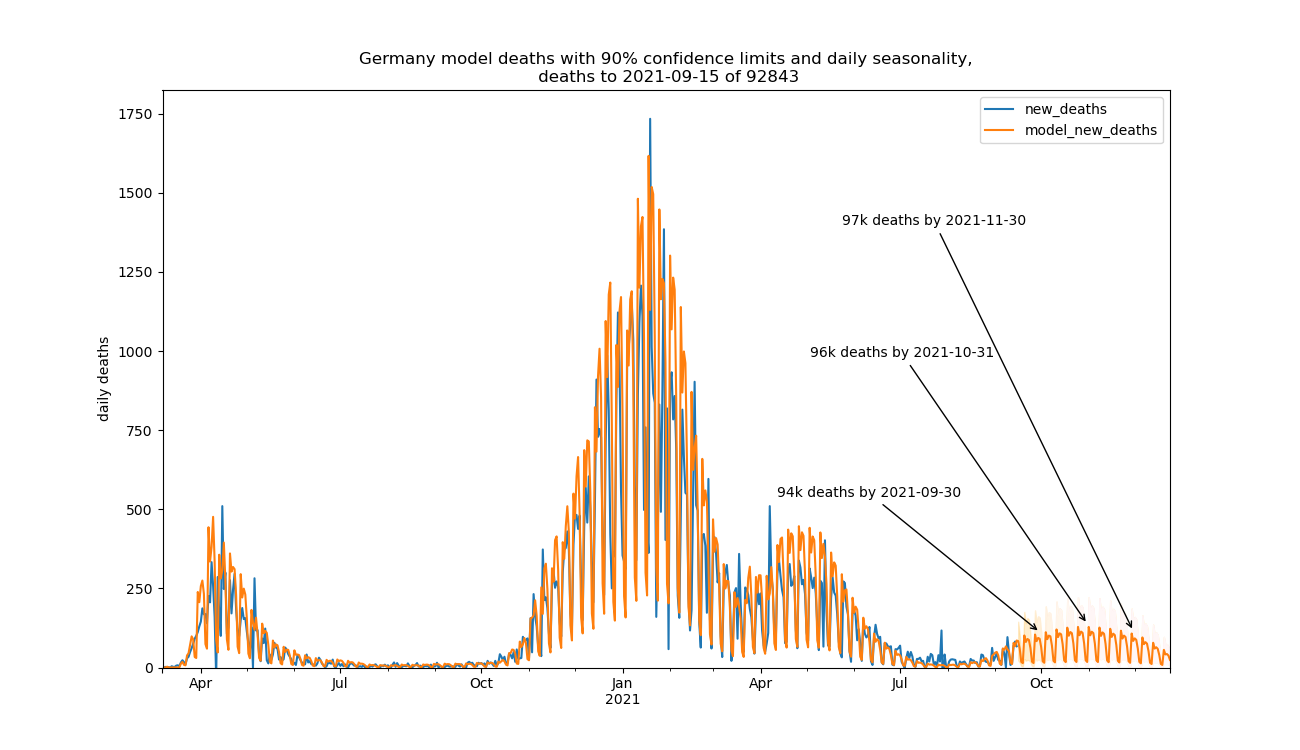 Germany model deaths with 90% confidence limits and daily seasonality,
deaths to 2021-09-15 of 92843
new_deaths
model_new_deaths
1750
1500
1250
1000
750
500
250
0
daily deaths
97k deaths by 2021-11-30
96k deaths by 2021-10-31
94k deaths by 2021-09-30
Apr Jul Oct Jan Apr Jul Oct
2021